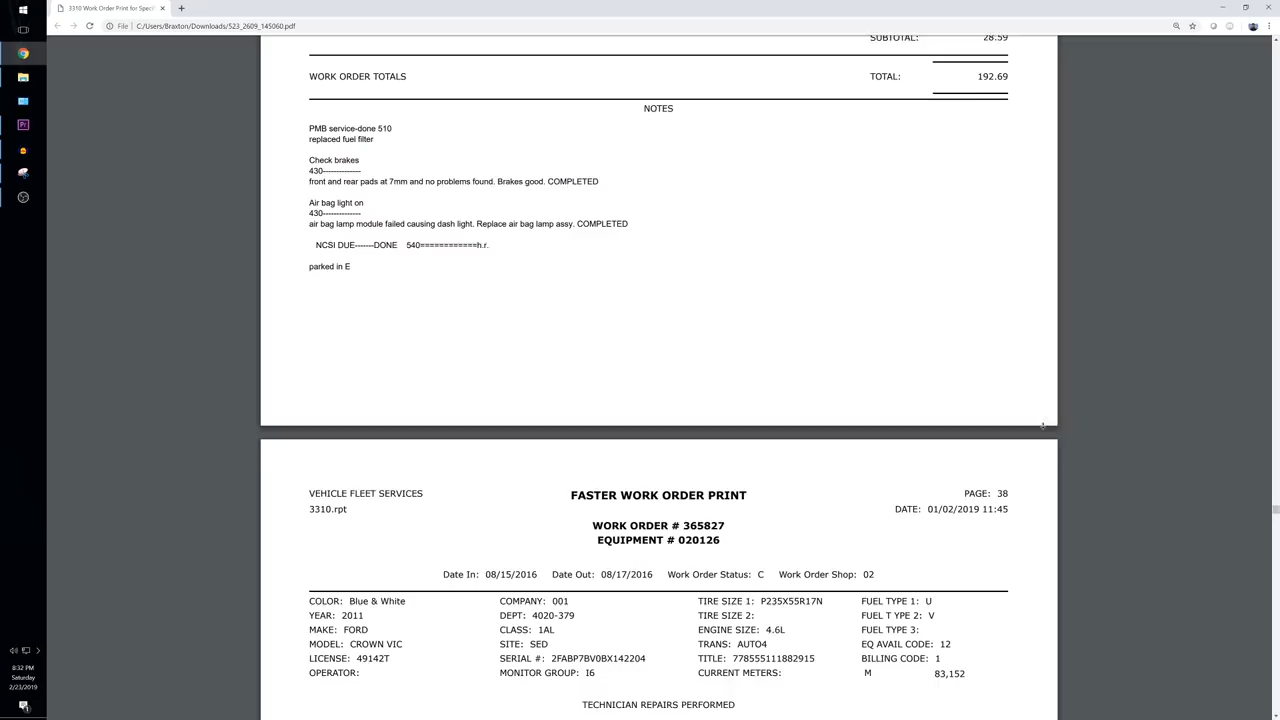 3310 Work Order Print for Specif
File | C:/Users/Braxton/Downloads/523_2609_145060.pdf
SUBTOTAL: 28.59
WORK ORDER TOTALS TOTAL: 192.69
NOTES
PMB service-done 510
replaced fuel filter
Check brakes
430--------------
front and rear pads at 7mm and no problems found. Brakes good. COMPLETED
Air bag light on
430--------------
air bag lamp module failed causing dash light. Replace air bag lamp assy. COMPLETED
NCSI DUE-------DONE 540============h.r.
parked in E
VEHICLE FLEET SERVICES FASTER WORK ORDER PRINT PAGE: 38
3310.rpt DATE: 01/02/2019 11:45
WORK ORDER # 365827
EQUIPMENT # 020126
Date In: 08/15/2016 Date Out: 08/17/2016 Work Order Status: C Work Order Shop: 02
COLOR: Blue & White COMPANY: 001 TIRE SIZE 1: P235X55R17N FUEL TYPE 1: U
YEAR: 2011 DEPT: 4020-379 TIRE SIZE 2: FUEL T YPE 2: V
MAKE: FORD CLASS: 1AL ENGINE SIZE: 4.6L FUEL TYPE 3:
MODEL: CROWN VIC SITE: SED TRANS: AUTO4 EQ AVAIL CODE: 12
LICENSE: 49142T SERIAL #: 2FABP7BV0BX142204 TITLE: 778555111882915 BILLING CODE: 1
OPERATOR: MONITOR GROUP: I6 CURRENT METERS: M 83,152
TECHNICIAN REPAIRS PERFORMED
Pr
8:32 PM
Saturday
2/23/2019